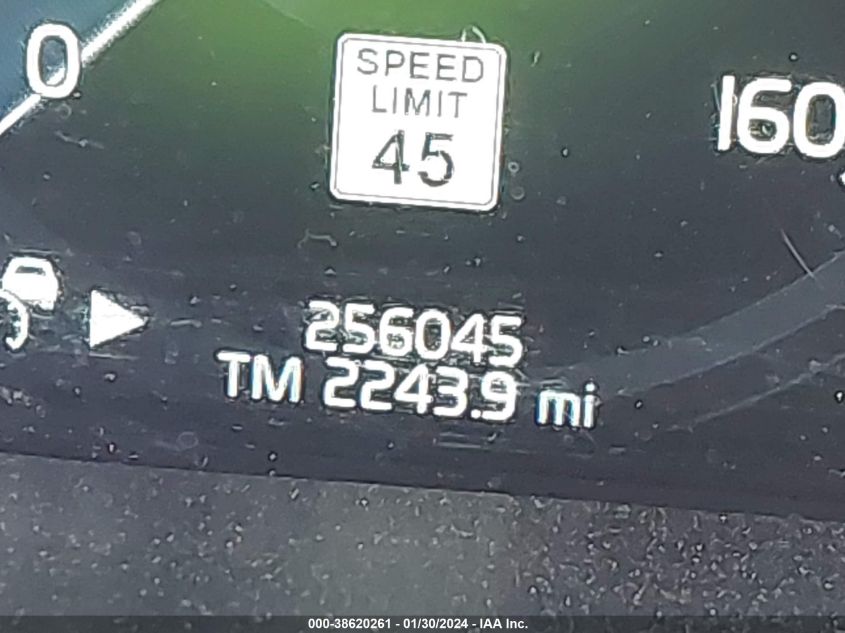 0
SPEED
LIMIT
45
160
256045
TM 2243.9 mi
000-38620261 - 01/30/2024 - IAA Inc.